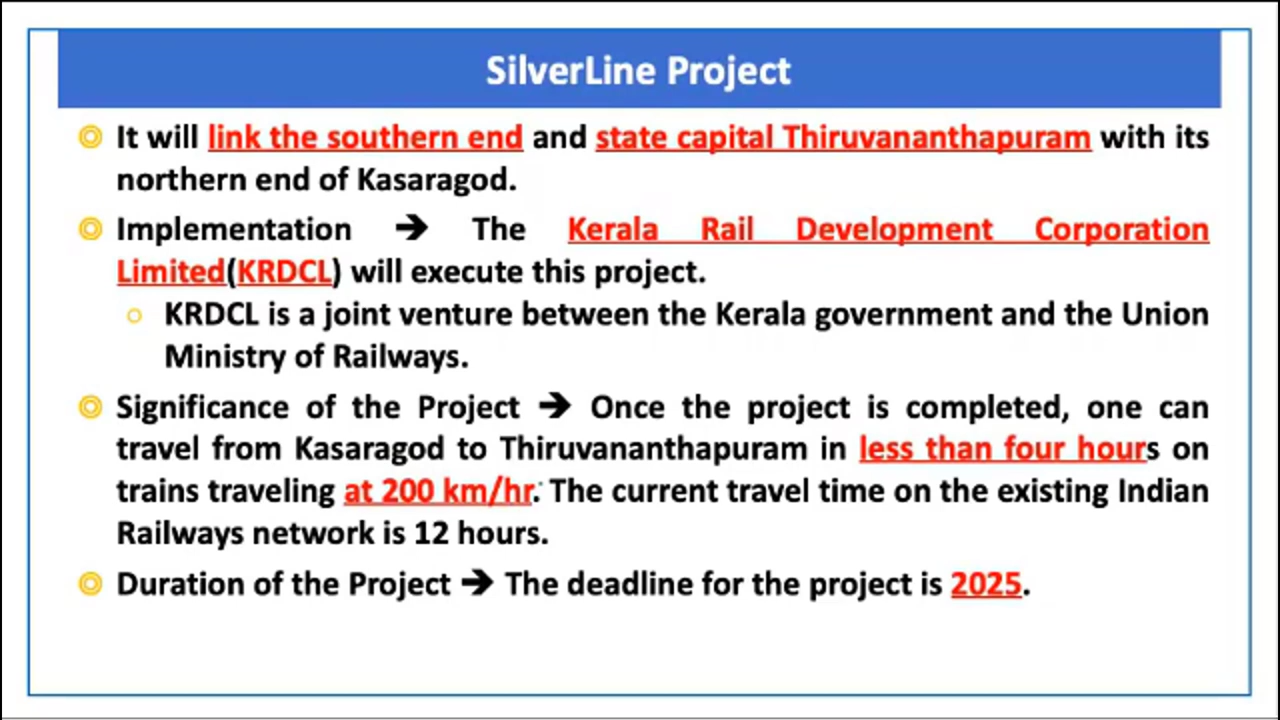 SilverLine Project
It will link the southern end and state capital Thiruvananthapuram with its
northern end of Kasaragod.
Implementation ➔ The Kerala Rail Development Corporation
Limited(KRDCL) will execute this project.
KRDCL is a joint venture between the Kerala government and the Union
Ministry of Railways.
Significance of the Project ➔ Once the project is completed, one can
travel from Kasaragod to Thiruvananthapuram in less than four hours on
trains traveling at 200 km/hr. The current travel time on the existing Indian
Railways network is 12 hours.
Duration of the Project ➔ The deadline for the project is 2025.